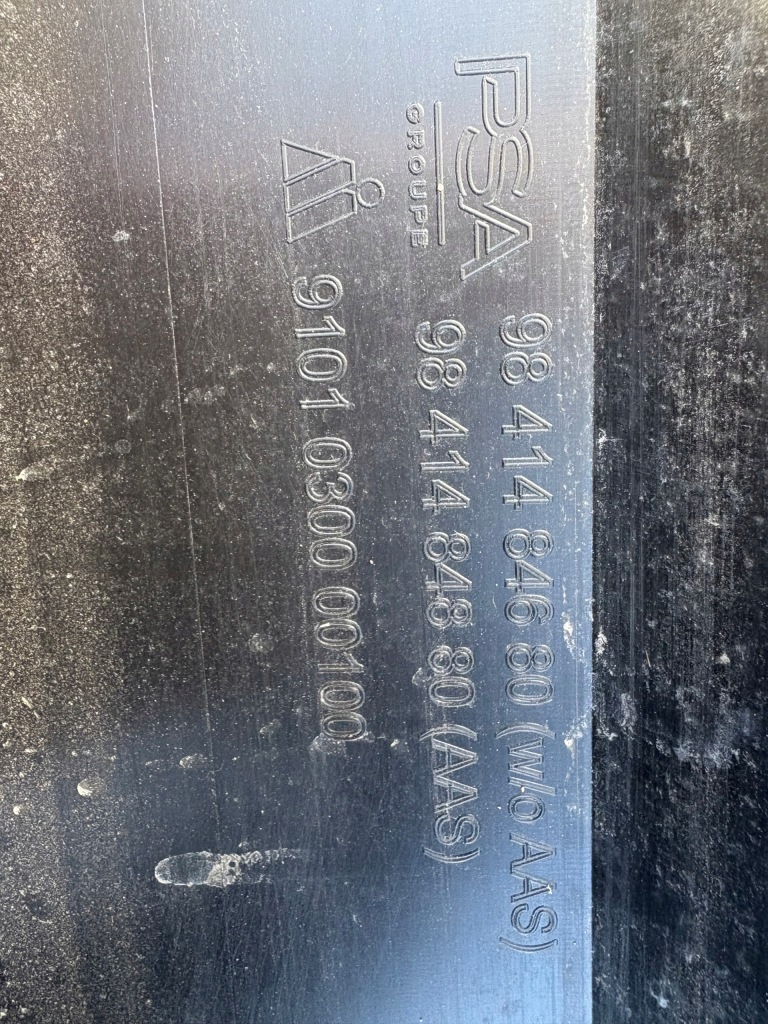 PSA
GROUPE
98 414 846 80 (w/o AAS)
98 414 848 80 (AAS)
9101 0300 00100